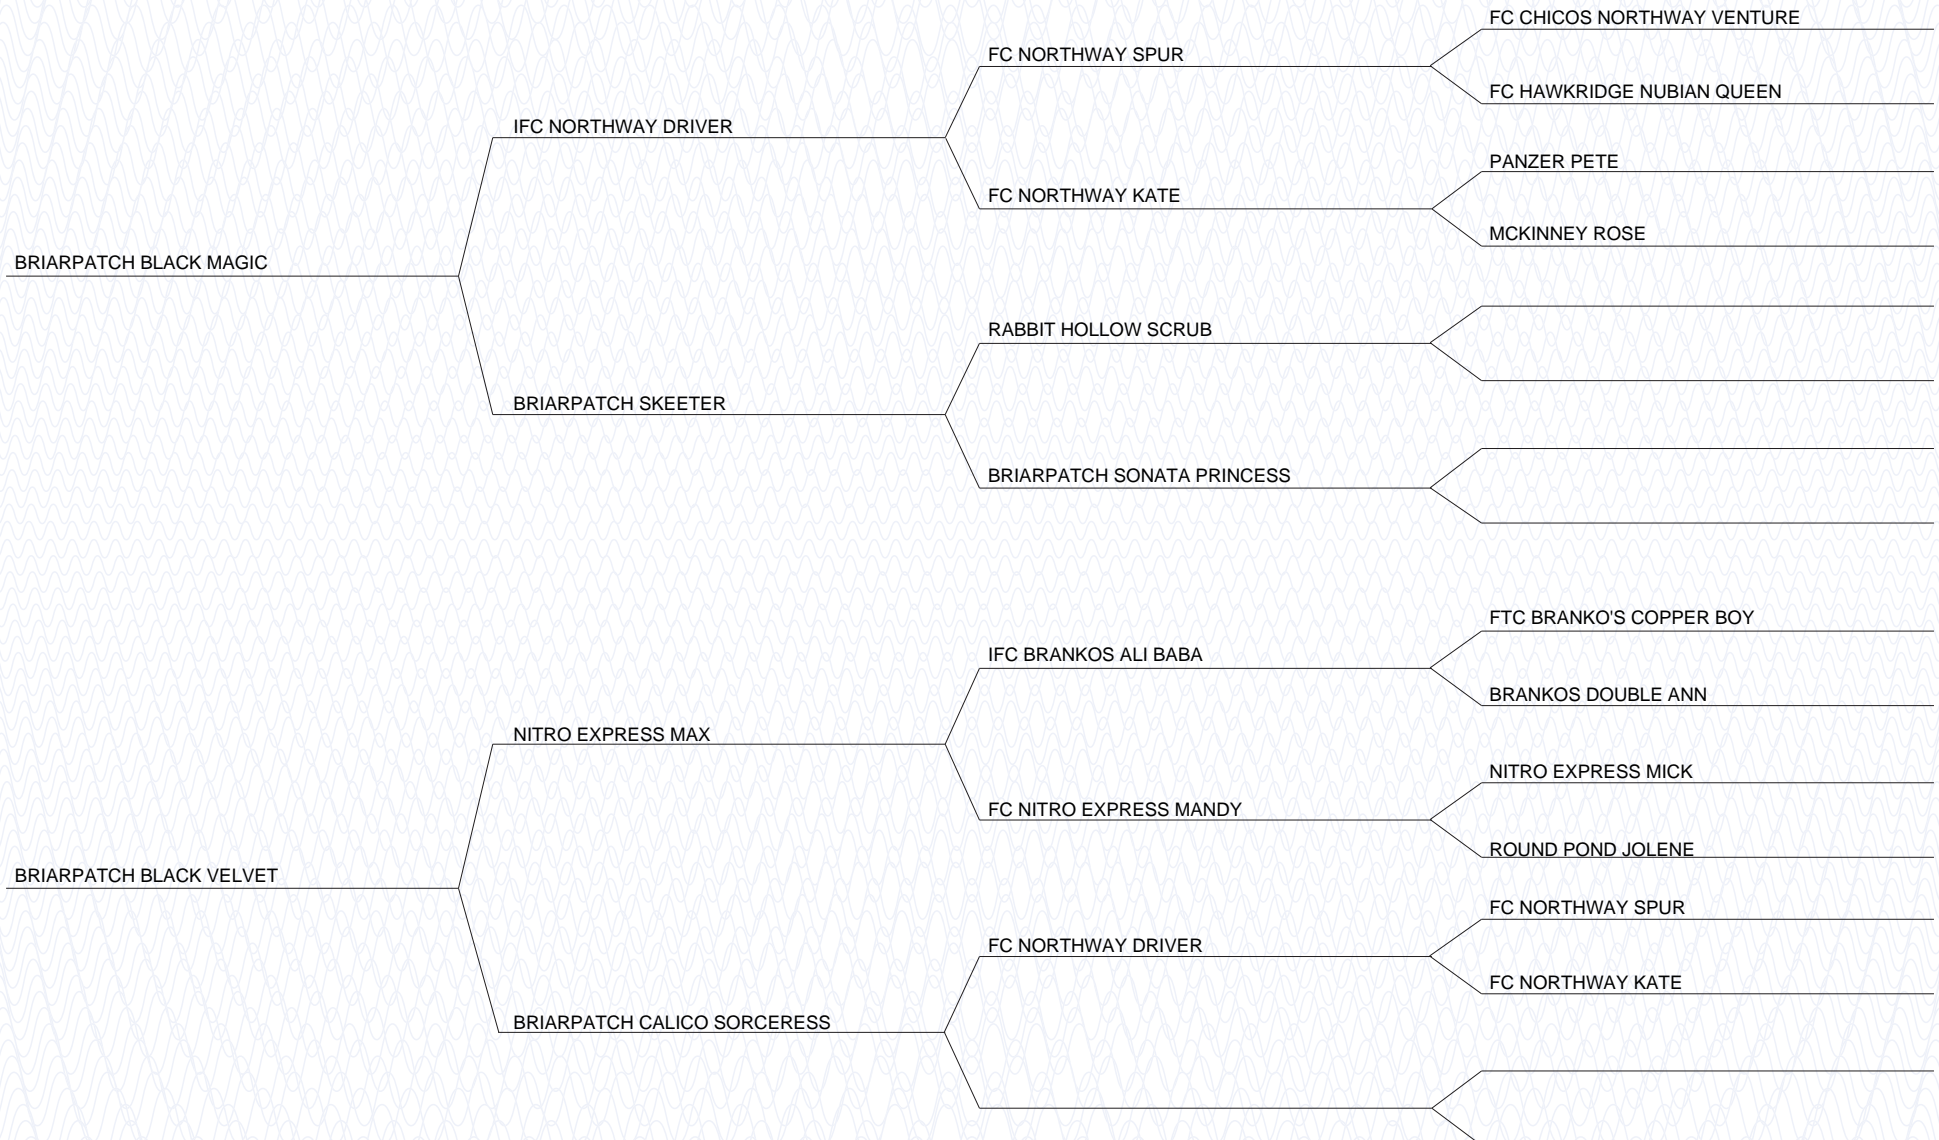 FC CHICOS NORTHWAY VENTURE
FC NORTHWAY SPUR
FC HAWKRIDGE NUBIAN QUEEN
IFC NORTHWAY DRIVER
PANZER PETE
FC NORTHWAY KATE
MCKINNEY ROSE
BRIARPATCH BLACK MAGIC
RABBIT HOLLOW SCRUB
BRIARPATCH SKEETER
BRIARPATCH SONATA PRINCESS
FTC BRANKO'S COPPER BOY
IFC BRANKOS ALI BABA
BRANKOS DOUBLE ANN
NITRO EXPRESS MAX
NITRO EXPRESS MICK
FC NITRO EXPRESS MANDY
ROUND POND JOLENE
BRIARPATCH BLACK VELVET
FC NORTHWAY SPUR
FC NORTHWAY DRIVER
FC NORTHWAY KATE
BRIARPATCH CALICO SORCERESS